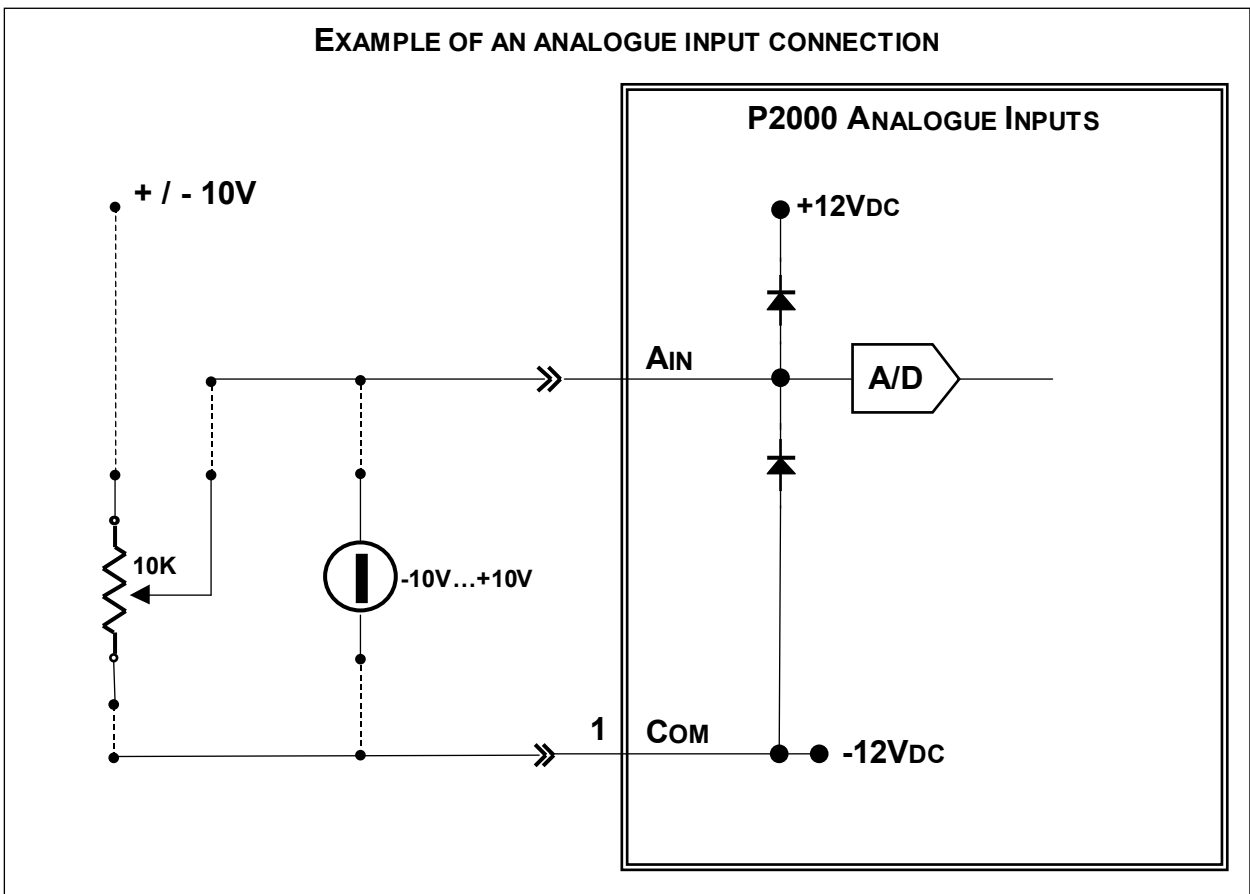 EXAMPLE OF AN ANALOGUE INPUT CONNECTION
P2000 ANALOGUE INPUTS
+ / - 10V
+12VDC
AIN
A/D
10K
-10V...+10V
1 COM
-12VDC